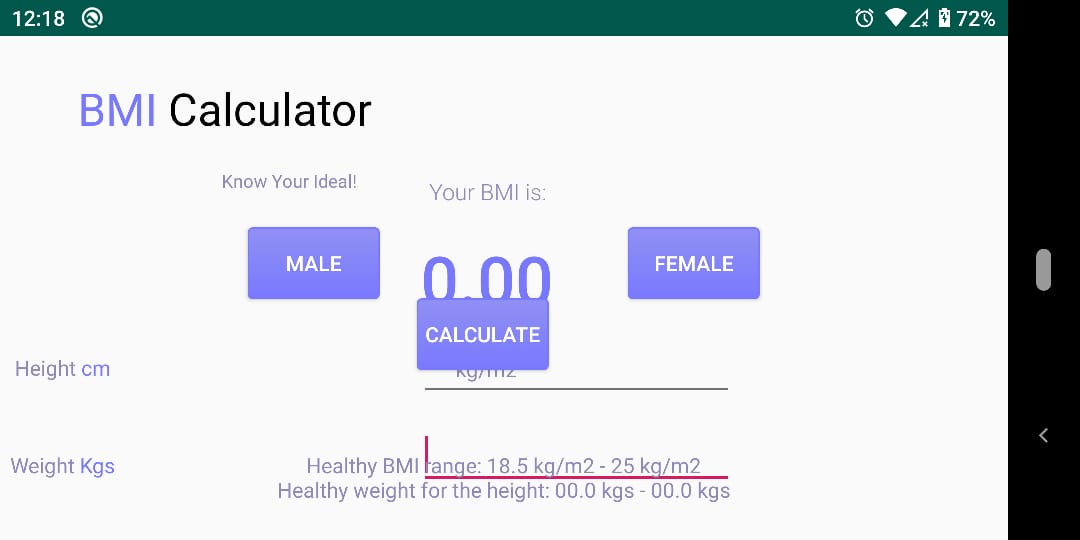 12:18
72%
BMI Calculator
Know Your Ideal!
Your BMI is:
MALE
0.00
FEMALE
CALCULATE
Height cm
kg/m2
Weight Kgs
Healthy BMI range: 18.5 kg/m2 - 25 kg/m2
Healthy weight for the height: 00.0 kgs - 00.0 kgs